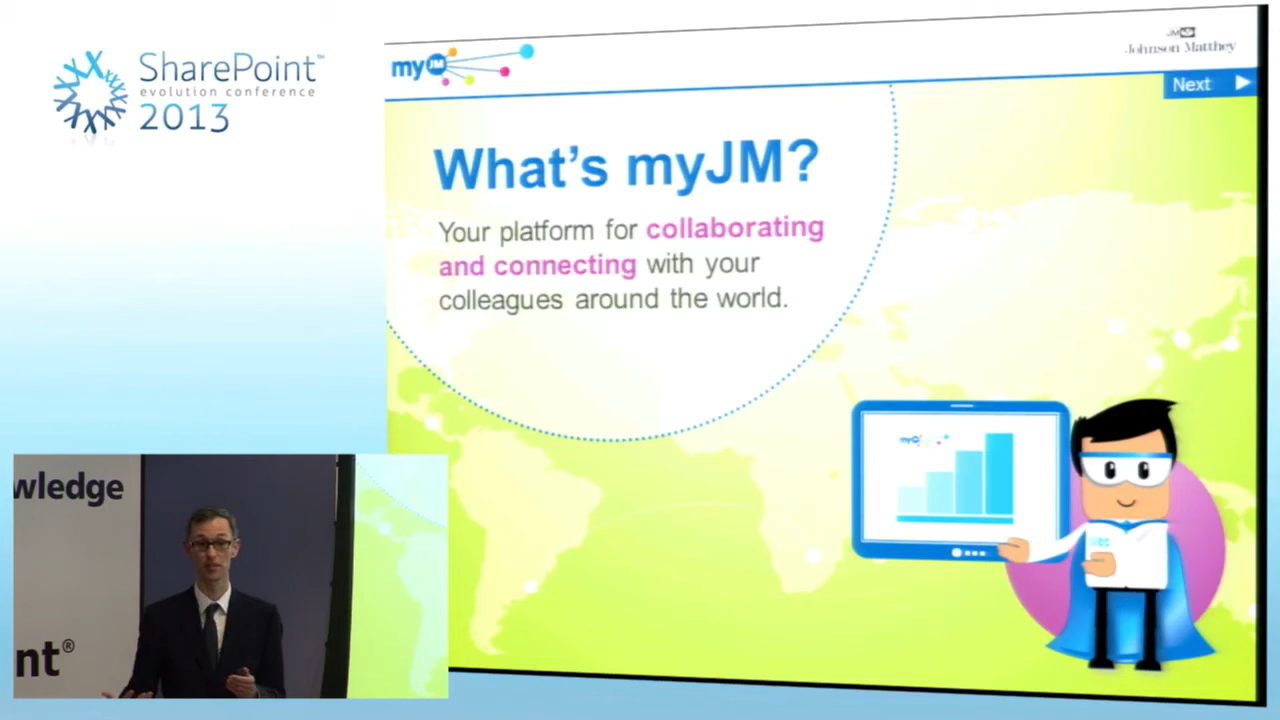 SharePoint™
evolution conference
2013
myJM
JM
Johnson Matthey
Next
What's myJM?
Your platform for collaborating
and connecting with your
colleagues around the world.
wledge
nt®